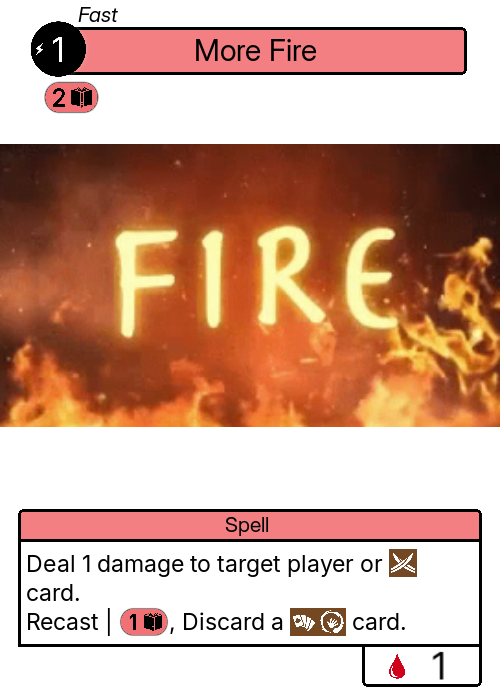 Fast
1
More Fire
2
FIRE
Spell
Deal 1 damage to target player or
card.
Recast | 1, Discard a card.
1